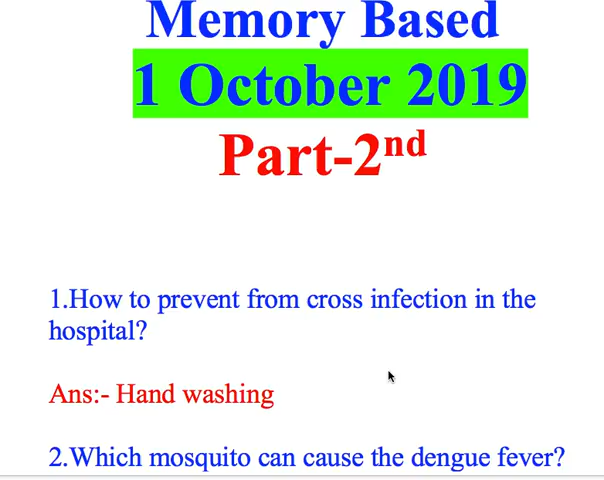 Memory Based
1 October 2019
Part-2nd
1.How to prevent from cross infection in the
hospital?
Ans:- Hand washing
2.Which mosquito can cause the dengue fever?